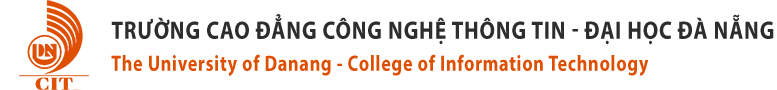 TRƯỜNG CAO ĐẲNG CÔNG NGHỆ THÔNG TIN - ĐẠI HỌC ĐÀ NẴNG
The University of Danang - College of Information Technology
DN
CIT